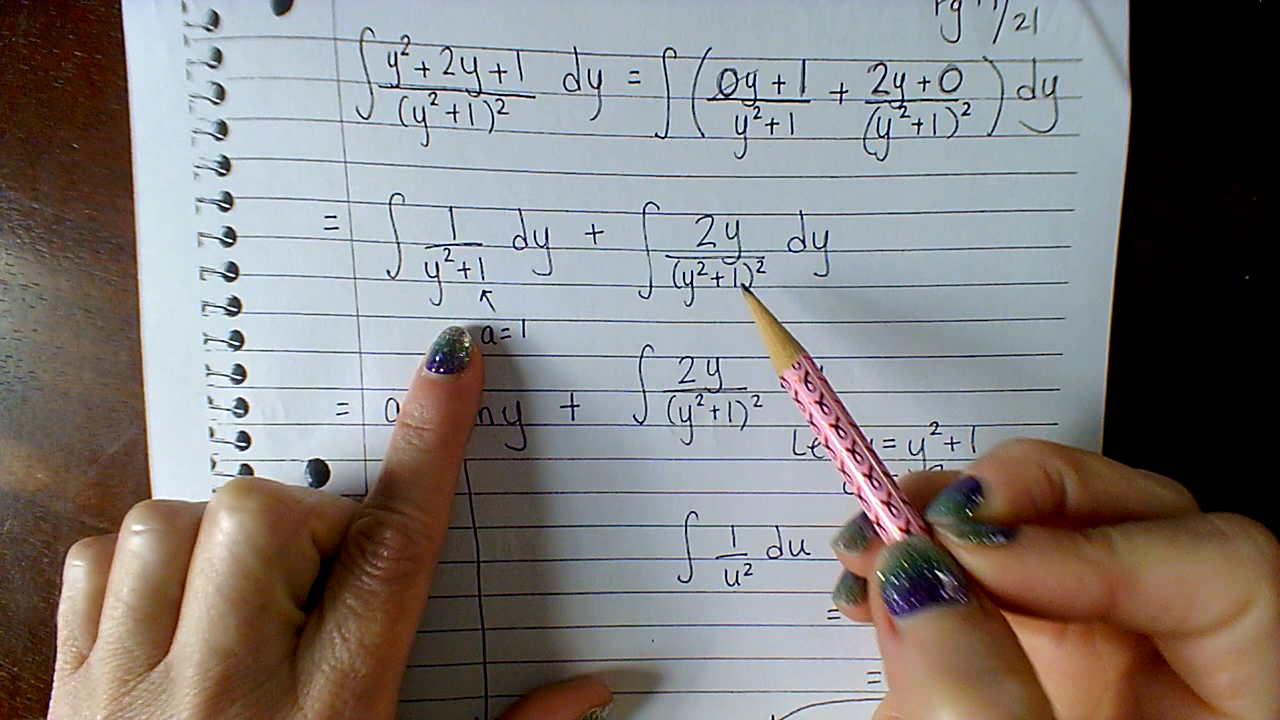 /21
∫ (y² + 2y + 1)/(y² + 1)² dy = ∫ ( (0y + 1)/(y² + 1) + (2y + 0)/(y² + 1)² ) dy
= ∫ 1/(y² + 1) dy + ∫ 2y/(y² + 1)² dy
↖
a = 1
= a ny + ∫ 2y/(y² + 1)²
= y² + 1
∫ 1/u² du
=
=